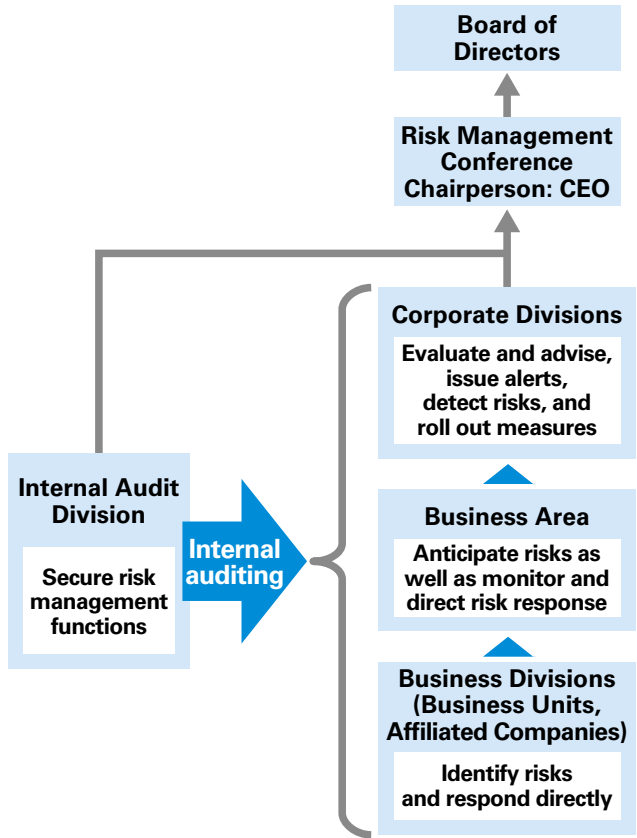 Board of
Directors
Risk Management
Conference
Chairperson: CEO
Corporate Divisions
Evaluate and advise,
issue alerts,
detect risks, and
roll out measures
Internal Audit
Division
Secure risk
management
functions
Internal
auditing
Business Area
Anticipate risks as
well as monitor and
direct risk response
Business Divisions
(Business Units,
Affiliated Companies)
Identify risks
and respond directly